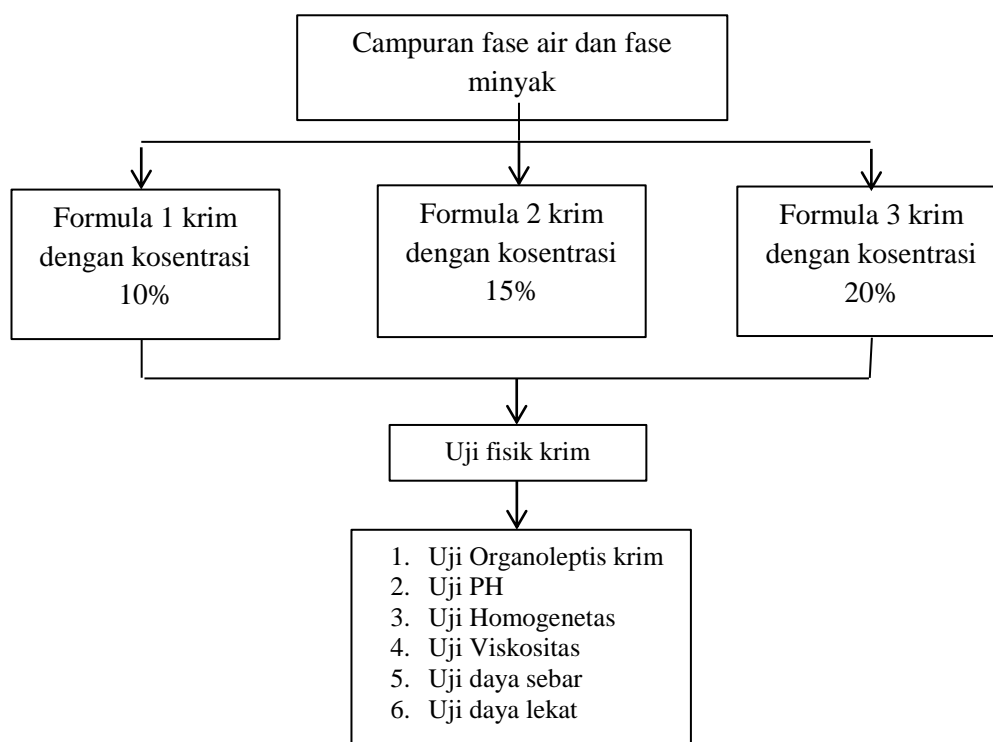 Campuran fase air dan fase
minyak
Formula 1 krim
dengan kosentrasi
10%
Formula 2 krim
dengan kosentrasi
15%
Formula 3 krim
dengan kosentrasi
20%
Uji fisik krim
1. Uji Organoleptis krim
2. Uji PH
3. Uji Homogenetas
4. Uji Viskositas
5. Uji daya sebar
6. Uji daya lekat